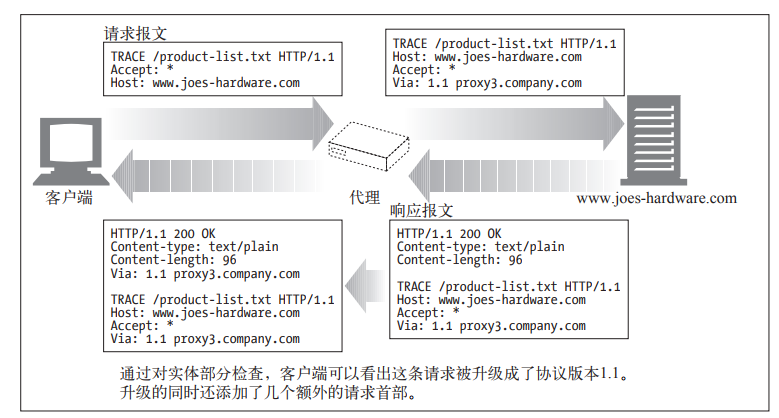 请求报文
TRACE /product-list.txt HTTP/1.1
Accept: *
Host: www.joes-hardware.com
TRACE /product-list.txt HTTP/1.1
Host: www.joes-hardware.com
Accept: *
Via: 1.1 proxy3.company.com
客户端
代理
www.joes-hardware.com
响应报文
HTTP/1.1 200 OK
Content-type: text/plain
Content-length: 96
Via: 1.1 proxy3.company.com
TRACE /product-list.txt HTTP/1.1
Host: www.joes-hardware.com
Accept: *
Via: 1.1 proxy3.company.com
HTTP/1.1 200 OK
Content-type: text/plain
Content-length: 96
TRACE /product-list.txt HTTP/1.1
Host: www.joes-hardware.com
Accept: *
Via: 1.1 proxy3.company.com
通过对实体部分检查，客户端可以看出这条请求被升级成了协议版本1.1。
升级的同时还添加了几个额外的请求首部。